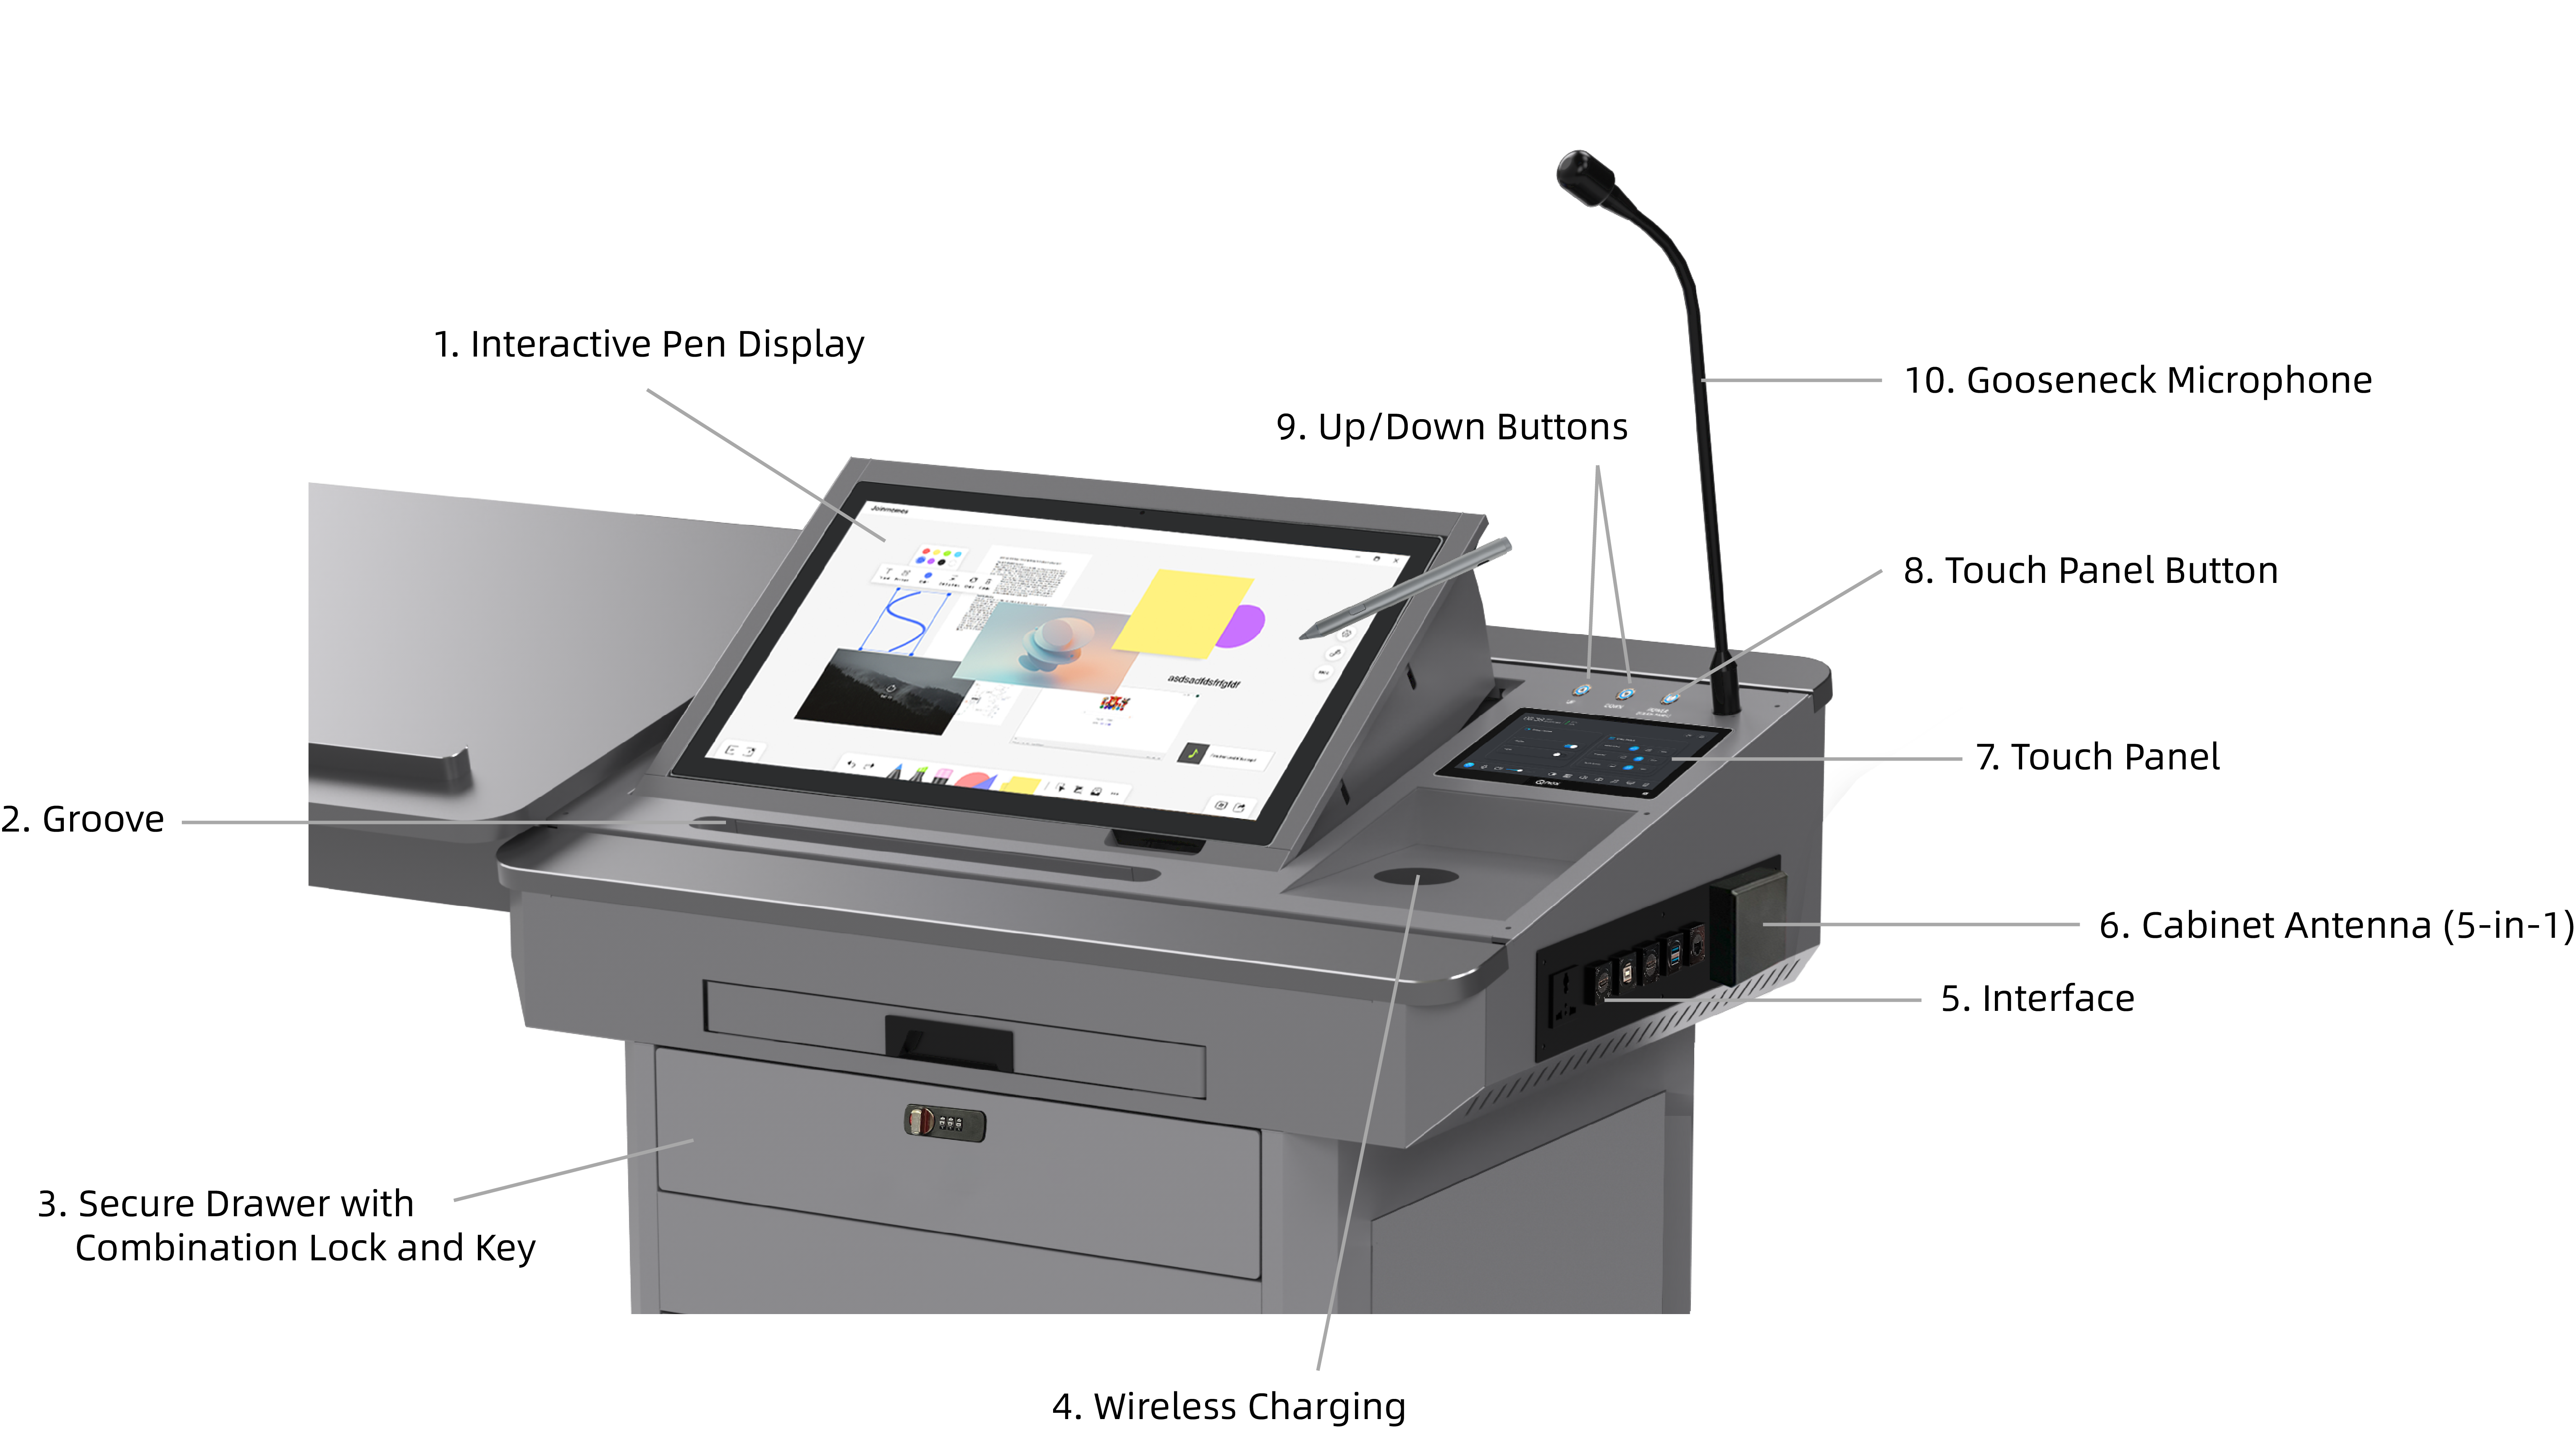 1. Interactive Pen Display
10. Gooseneck Microphone
9. Up/Down Buttons
8. Touch Panel Button
asdsadfdsfrfgfdf
7. Touch Panel
2. Groove
6. Cabinet Antenna (5-in-1)
5. Interface
3. Secure Drawer with
Combination Lock and Key
4. Wireless Charging